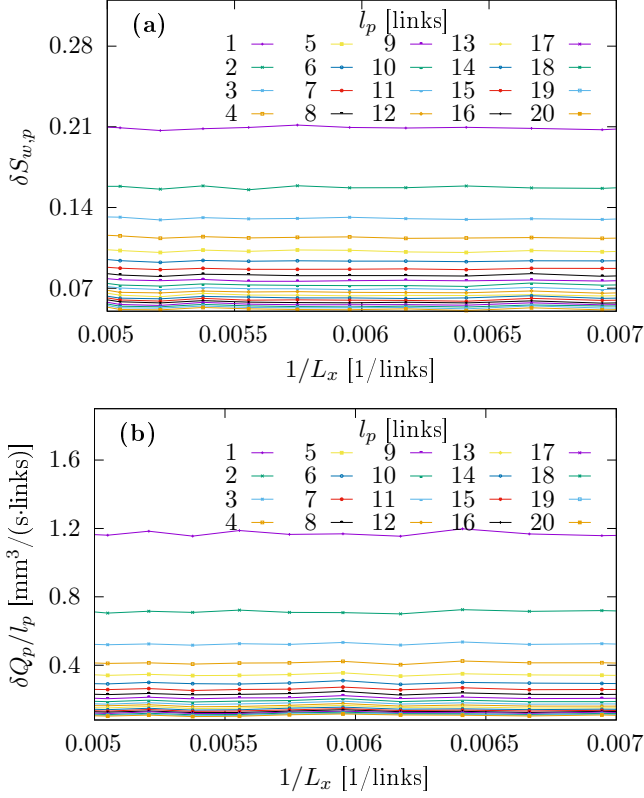 (a)
l_p [links]
1 5 9 13 17
2 6 10 14 18
3 7 11 15 19
4 8 12 16 20
0.28
0.21
0.14
0.07
δS_{w,p}
0.005 0.0055 0.006 0.0065 0.007
1/L_x [1/links]
(b)
l_p [links]
1 5 9 13 17
2 6 10 14 18
3 7 11 15 19
4 8 12 16 20
1.6
1.2
0.8
0.4
δQ_p/l_p [mm³/(s·links)]
0.005 0.0055 0.006 0.0065 0.007
1/L_x [1/links]